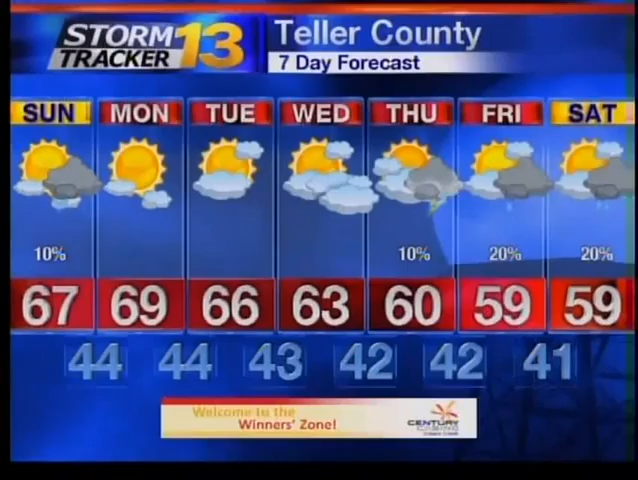 STORM 13
TRACKER
Teller County
7 Day Forecast
SUN MON TUE WED THU FRI SAT
10% 10% 20% 20%
67 69 66 63 60 59 59
44 44 43 42 42 41
Welcome to the
Winners' Zone!
CENTURY
CASINO